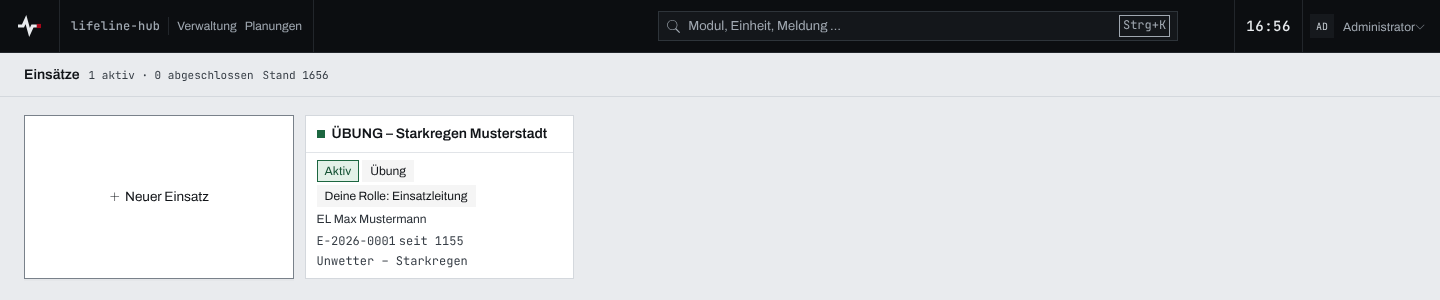 lifeline-hub Verwaltung Planungen Modul, Einheit, Meldung ... Strg+K 16:56 AD Administrator
Einsätze 1 aktiv · 0 abgeschlossen Stand 1656
+ Neuer Einsatz
ÜBUNG – Starkregen Musterstadt
Aktiv Übung
Deine Rolle: Einsatzleitung
EL Max Mustermann
E-2026-0001 seit 1155
Unwetter – Starkregen